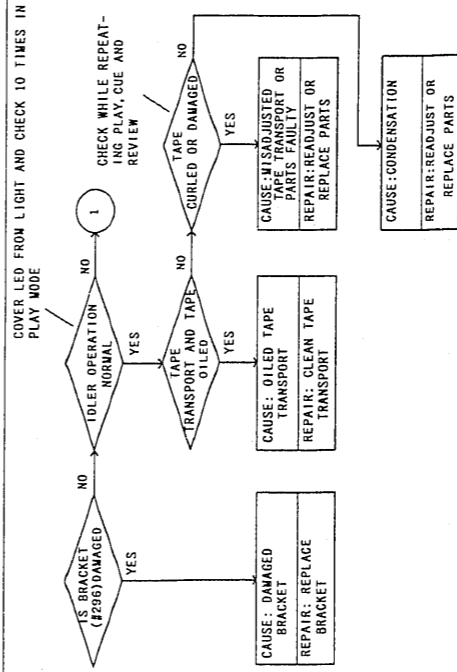 COVER LED FROM LIGHT AND CHECK 10 TIMES IN
PLAY MODE
IS BRACKET
(#296)DAMAGED
NO
YES
CAUSE: DAMAGED
BRACKET
REPAIR: REPLACE
BRACKET
IDLER OPERATION
NORMAL
NO
1
YES
TAPE
TRANSPORT AND TAPE
OILED
NO
YES
CAUSE: OILED TAPE
TRANSPORT
REPAIR: CLEAN TAPE
TRANSPORT
CHECK WHILE REPEAT-
ING PLAY,CUE AND
REVIEW
TAPE
CURLED OR DAMAGED
NO
YES
CAUSE:MISADJUSTED
TAPE TRANSPORT OR
PARTS FAULTY
REPAIR:READJUST OR
REPLACE PARTS
CAUSE:CONDENSATION
REPAIR:READJUST OR
REPLACE PARTS